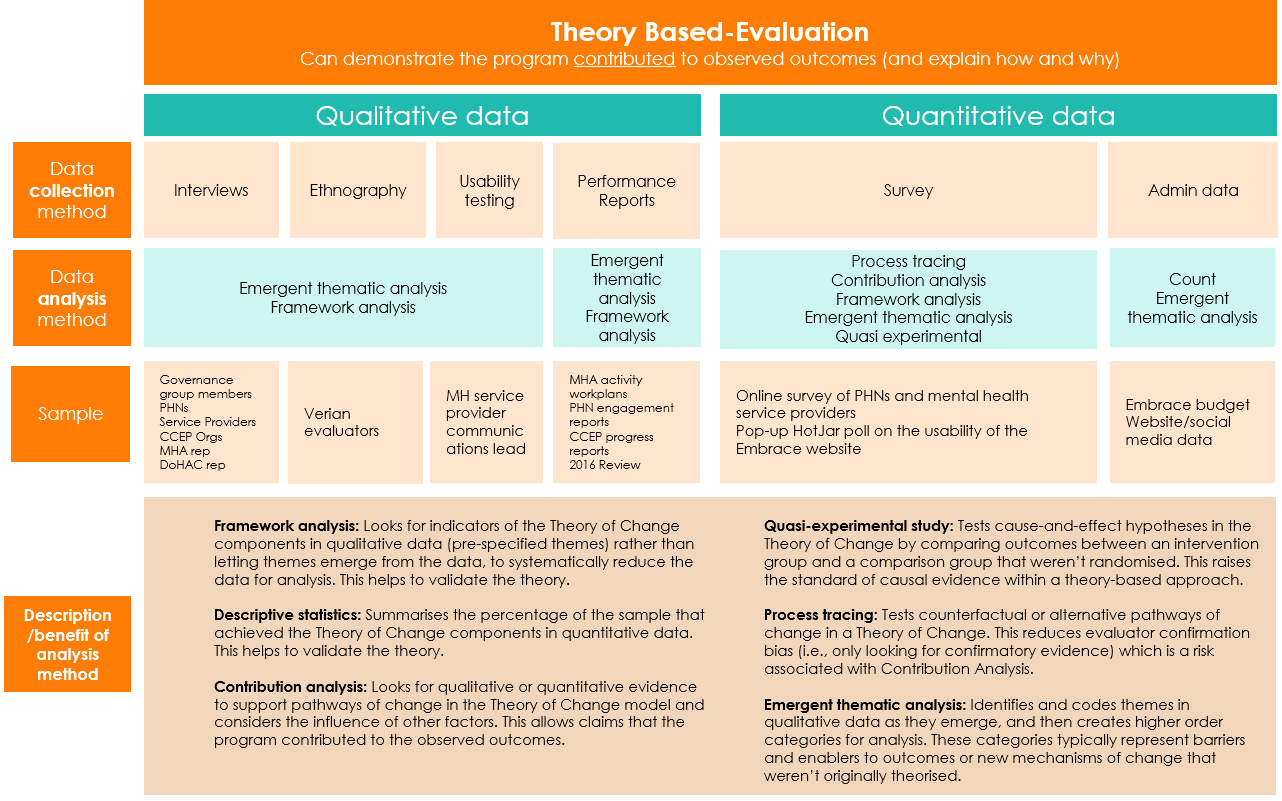 Theory Based-Evaluation
Can demonstrate the program contributed to observed outcomes (and explain how and why)
Qualitative data
Quantitative data
Data
collection
method
Interviews
Ethnography
Usability
testing
Performance
Reports
Survey
Admin data
Data
analysis
method
Emergent thematic analysis
Framework analysis
Emergent
thematic
analysis
Framework
analysis
Process tracing
Contribution analysis
Framework analysis
Emergent thematic analysis
Quasi experimental
Count
Emergent
thematic analysis
Sample
Governance
group members
PHNs
Service Providers
CCEP Orgs
MHA rep
DoHAC rep
Verian
evaluators
MH service
provider
communic
ations lead
MHA activity
workplans
PHN engagement
reports
CCEP progress
reports
2016 Review
Online survey of PHNs and mental health
service providers
Pop-up HotJar poll on the usability of the
Embrace website
Embrace budget
Website/social
media data
Description
/benefit of
analysis
method
Framework analysis: Looks for indicators of the Theory of Change
components in qualitative data (pre-specified themes) rather than
letting themes emerge from the data, to systematically reduce the
data for analysis. This helps to validate the theory.
Descriptive statistics: Summarises the percentage of the sample that
achieved the Theory of Change components in quantitative data.
This helps to validate the theory.
Contribution analysis: Looks for qualitative or quantitative evidence
to support pathways of change in the Theory of Change model and
considers the influence of other factors. This allows claims that the
program contributed to the observed outcomes.
Quasi-experimental study: Tests cause-and-effect hypotheses in the
Theory of Change by comparing outcomes between an intervention
group and a comparison group that weren't randomised. This raises
the standard of causal evidence within a theory-based approach.
Process tracing: Tests counterfactual or alternative pathways of
change in a Theory of Change. This reduces evaluator confirmation
bias (i.e., only looking for confirmatory evidence) which is a risk
associated with Contribution Analysis.
Emergent thematic analysis: Identifies and codes themes in
qualitative data as they emerge, and then creates higher order
categories for analysis. These categories typically represent barriers
and enablers to outcomes or new mechanisms of change that
weren't originally theorised.